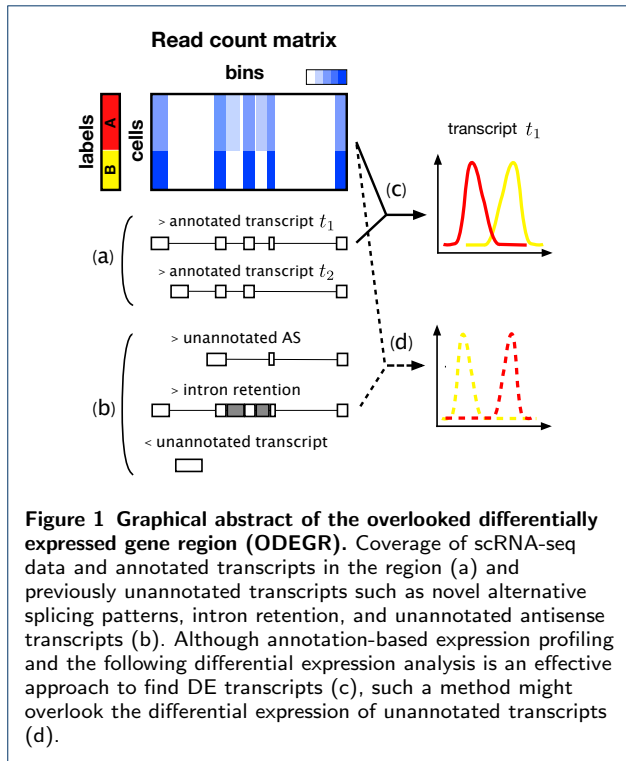 Read count matrix
bins
labels
A
B
cells
transcript t₁
(c)
(a)
> annotated transcript t₁
> annotated transcript t₂
(b)
> unannotated AS
(d)
> intron retention
< unannotated transcript
Figure 1 Graphical abstract of the overlooked differentially
expressed gene region (ODEGR). Coverage of scRNA-seq
data and annotated transcripts in the region (a) and
previously unannotated transcripts such as novel alternative
splicing patterns, intron retention, and unannotated antisense
transcripts (b). Although annotation-based expression profiling
and the following differential expression analysis is an effective
approach to find DE transcripts (c), such a method might
overlook the differential expression of unannotated transcripts
(d).